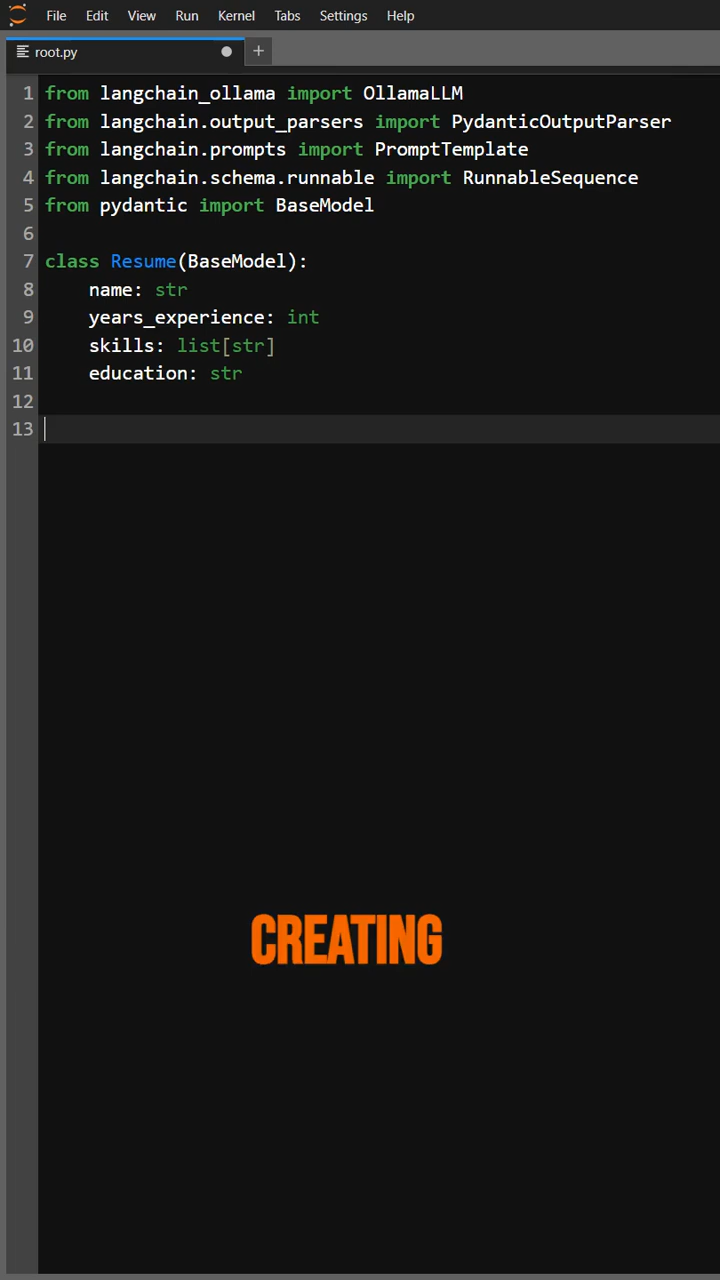 File Edit View Run Kernel Tabs Settings Help
root.py
1 from langchain_ollama import OllamaLLM
2 from langchain.output_parsers import PydanticOutputParser
3 from langchain.prompts import PromptTemplate
4 from langchain.schema.runnable import RunnableSequence
5 from pydantic import BaseModel
6
7 class Resume(BaseModel):
8     name: str
9     years_experience: int
10     skills: list[str]
11     education: str
12
13
CREATING